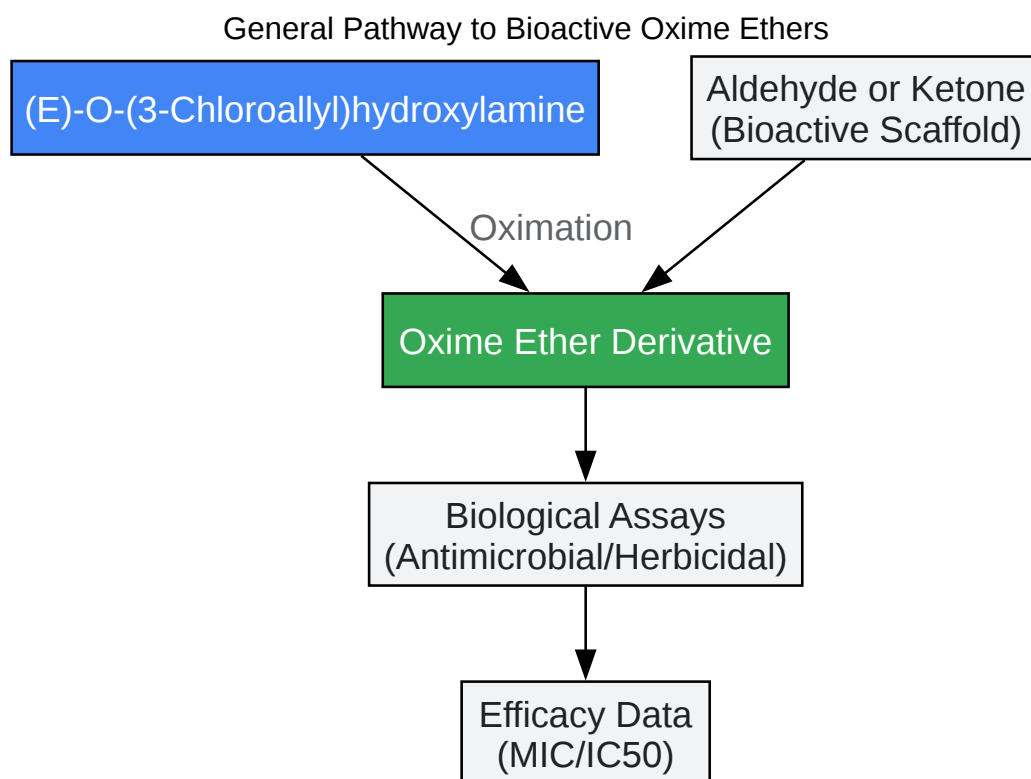 General Pathway to Bioactive Oxime Ethers
(E)-O-(3-Chloroallyl)hydroxylamine
Aldehyde or Ketone
(Bioactive Scaffold)
Oximation
Oxime Ether Derivative
Biological Assays
(Antimicrobial/Herbicidal)
Efficacy Data
(MIC/IC50)